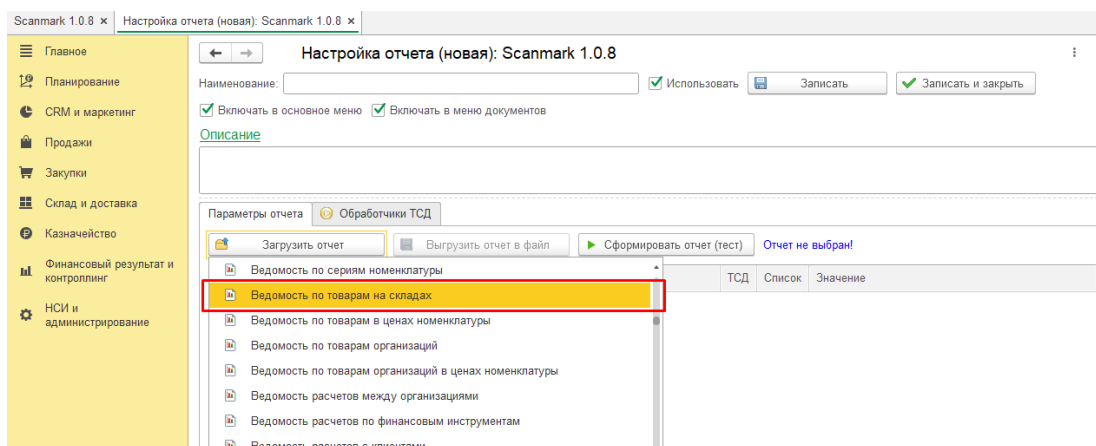 Scanmark 1.0.8 × Настройка отчета (новая): Scanmark 1.0.8 ×
Главное
Планирование
CRM и маркетинг
Продажи
Закупки
Склад и доставка
Казначейство
Финансовый результат и
контроллинг
НСИ и
администрирование
Настройка отчета (новая): Scanmark 1.0.8
Наименование:
Использовать
Записать
Записать и закрыть
Включать в основное меню
Включать в меню документов
Описание
Параметры отчета
Обработчики ТСД
Загрузить отчет
Выгрузить отчет в файл
Сформировать отчет (тест)
Отчет не выбран!
ТСД Список Значение
Ведомость по сериям номенклатуры
Ведомость по товарам на складах
Ведомость по товарам в ценах номенклатуры
Ведомость по товарам организаций
Ведомость по товарам организаций в ценах номенклатуры
Ведомость расчетов между организациями
Ведомость расчетов по финансовым инструментам
Ведомость расчетов с клиентами